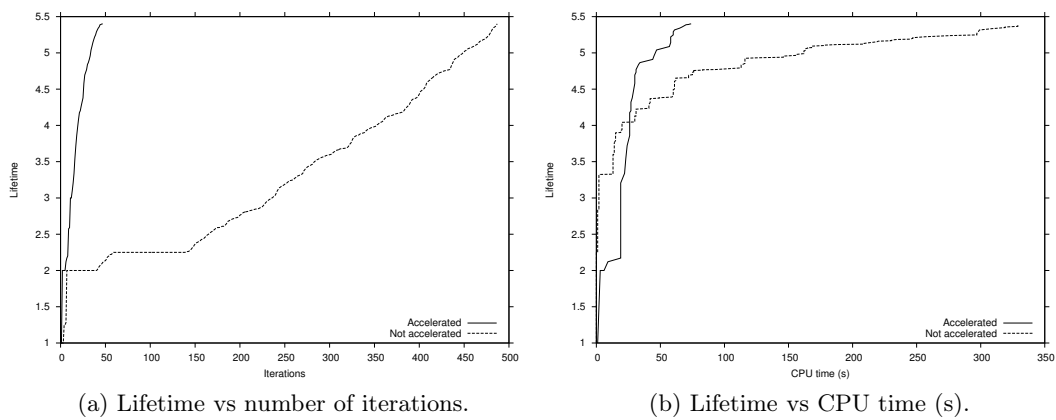 5.5
5
4.5
4
3.5
3
2.5
2
1.5
1
Lifetime
0 50 100 150 200 250 300 350 400 450 500
Iterations
Accelerated
Not accelerated
(a) Lifetime vs number of iterations.
5.5
5
4.5
4
3.5
3
2.5
2
1.5
1
Lifetime
0 50 100 150 200 250 300 350
CPU time (s)
Accelerated
Not accelerated
(b) Lifetime vs CPU time (s).